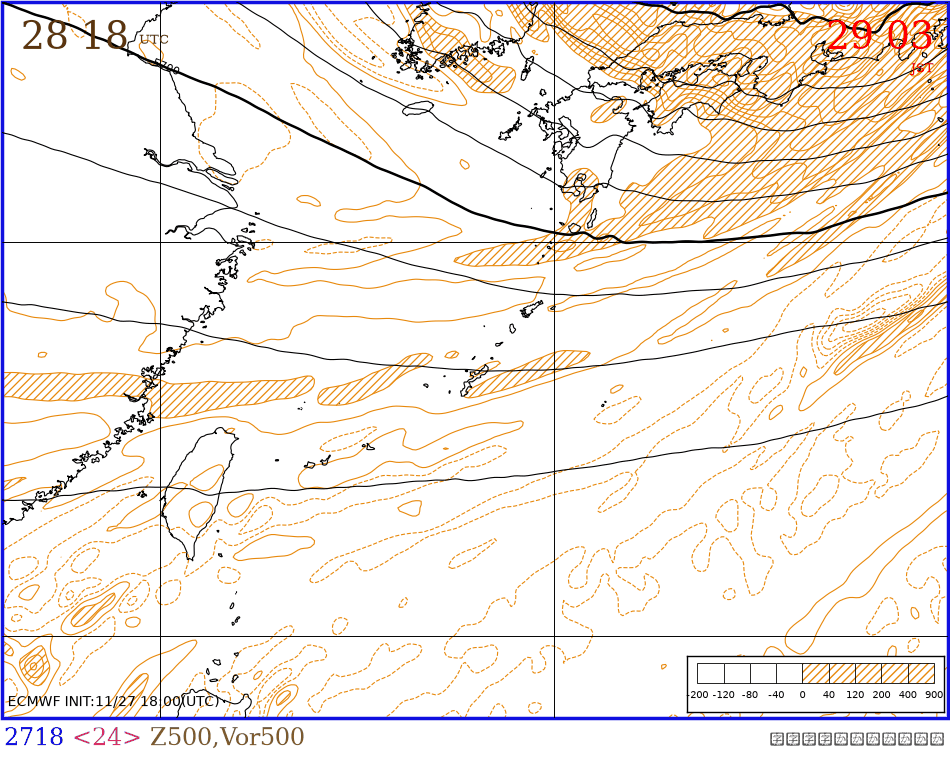 28 18 UTC
29 03
JST
5700
ECMWF INIT:11/27 18:00(UTC)
-200 -120 -80 -40 0 40 120 200 400 900
2718 <24> Z500,Vor500